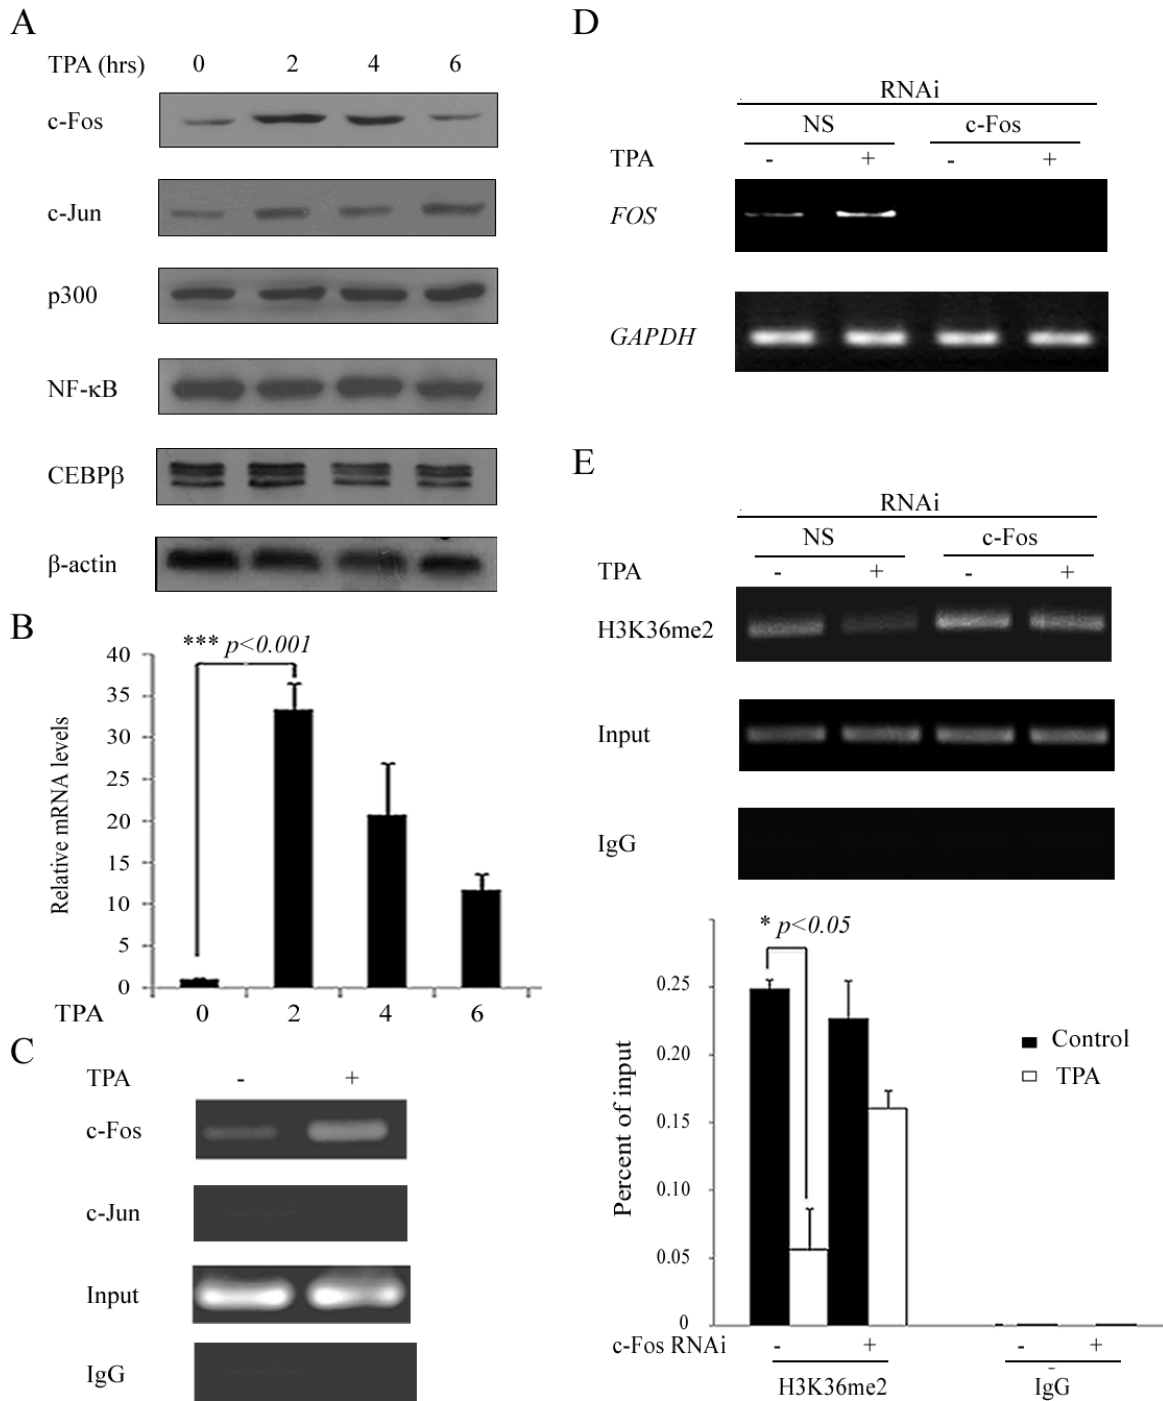 A
TPA (hrs) 0 2 4 6
c-Fos
c-Jun
p300
NF-κB
CEBPβ
β-actin
B
*** p<0.001
Relative mRNA levels
40
35
30
25
20
15
10
5
0
TPA 0 2 4 6
C
TPA - +
c-Fos
c-Jun
Input
IgG
D
RNAi
NS c-Fos
TPA - + - +
FOS
GAPDH
E
RNAi
NS c-Fos
TPA - + - +
H3K36me2
Input
IgG
* p<0.05
Percent of input
0.25
0.20
0.15
0.10
0.05
0
Control
TPA
c-Fos RNAi - + - +
H3K36me2 IgG